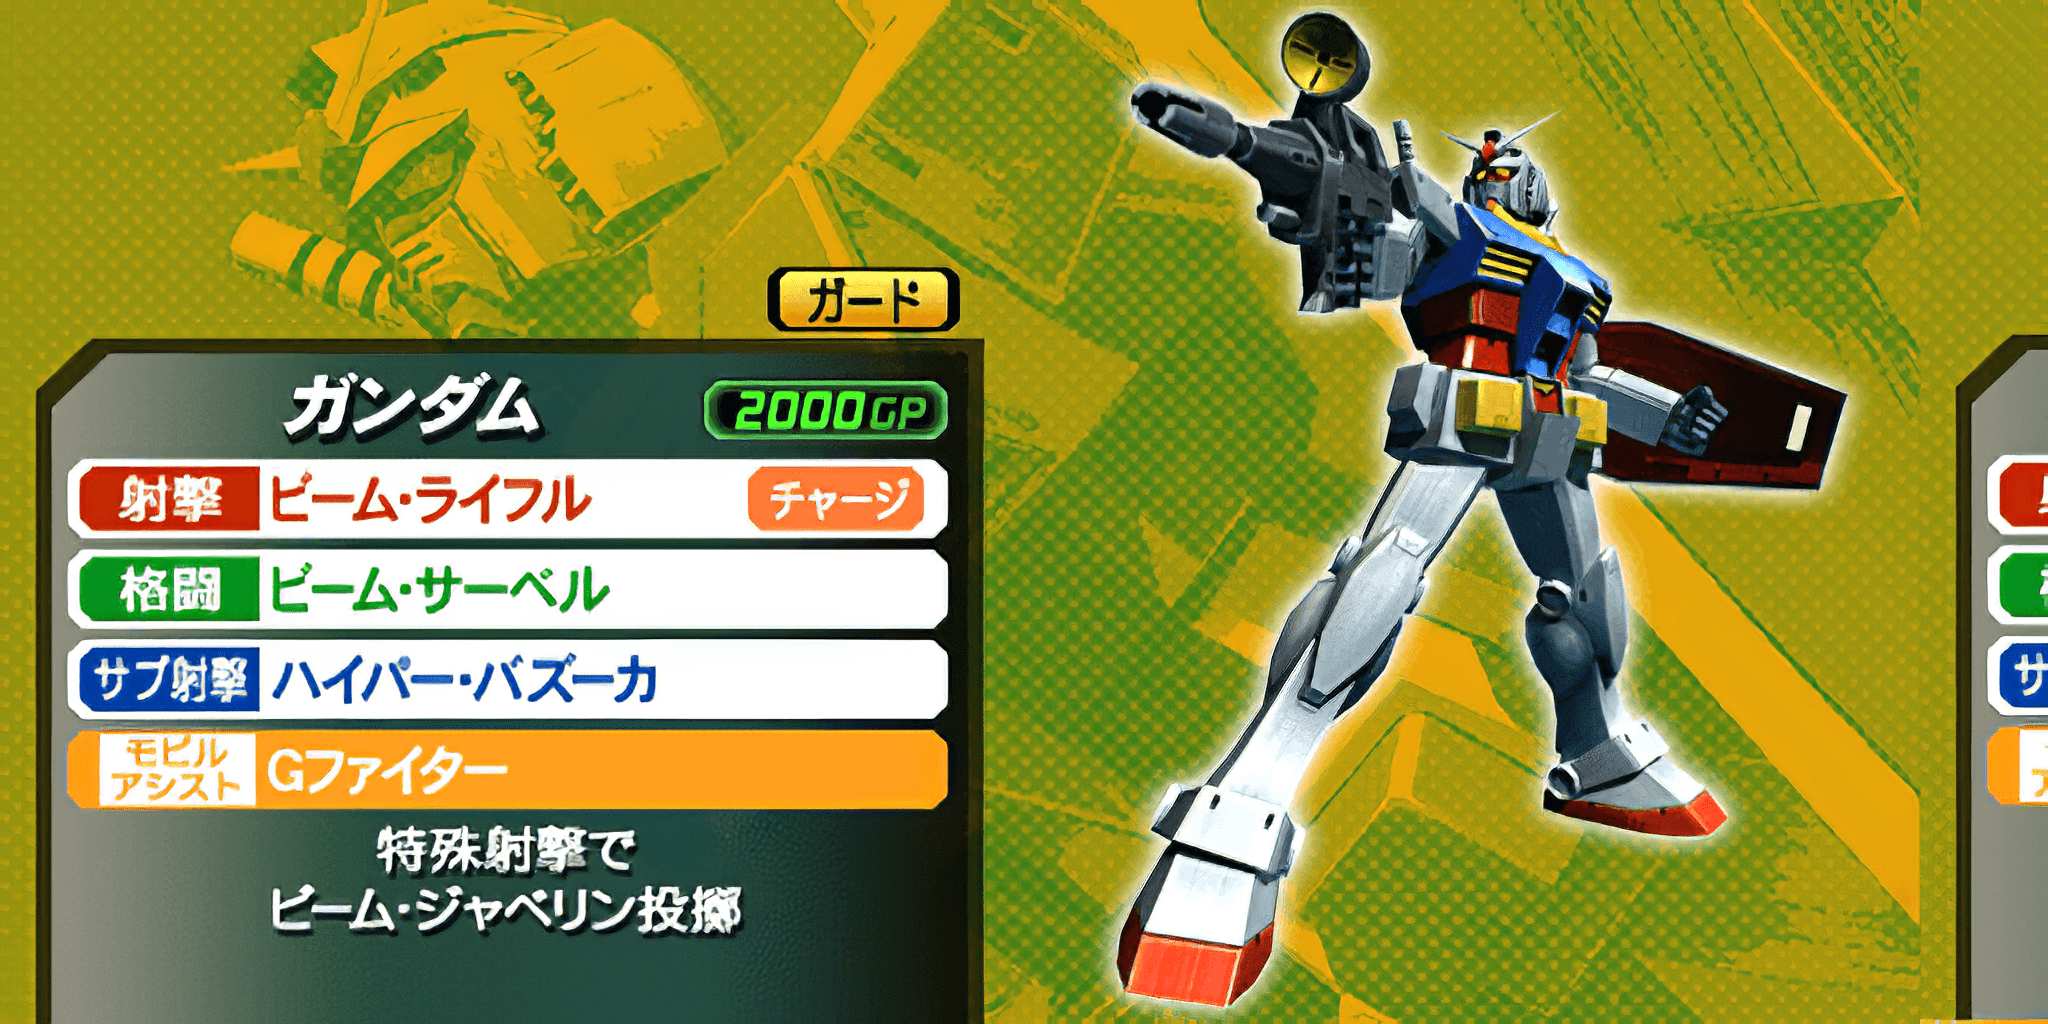 ガード
ガンダム 2000GP
射撃 ビーム・ライフル チャージ
格闘 ビーム・サーベル
サブ射撃 ハイパー・バズーカ
モビル
アシスト Gファイター
特殊射撃で
ビーム・ジャベリン投擲